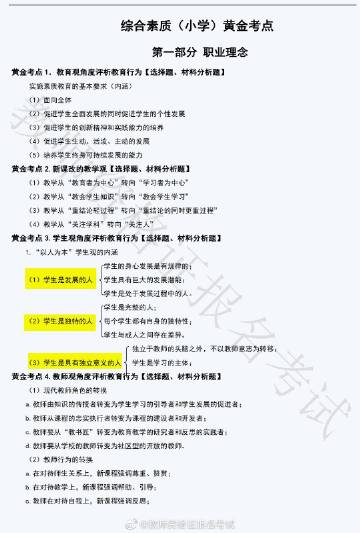 综合素质（小学）黄金考点
第一部分 职业理念
黄金考点 1. 教育观角度评析教育行为【选择题、材料分析题】
实施素质教育的基本要求（内涵）
（1）面向全体
（2）促进学生全面发展的同时促进学生的个性发展
（3）促进学生的创新精神和实践能力的培养
（4）促进学生生动、活泼、主动的发展
（5）培养学生终身可持续发展的能力
黄金考点 2. 新课改的教学观【选择题、材料分析题】
（1）教学从“教育者为中心”转向“学习者为中心”
（2）教学从“教会学生知识”转向“教会学生学习”
（3）教学从“重结论轻过程”转向“重结论的同时更重过程”
（4）教学从“关注学科”转向“关注人”
黄金考点 3. 学生观角度评析教育行为【选择题、材料分析题】
1. “以人为本”学生观的内涵
学生的身心发展是有规律的；
（1）学生是发展的人 学生具有巨大的发展潜能；
学生是处于发展过程中的人。
学生是完整的人；
（2）学生是独特的人 每个学生都有自身的独特性；
学生与成人之间存在差异。
独立于教师的头脑之外，不以教师意志为转移；
（3）学生是具有独立意义的人 学生是学习的主体；
黄金考点 4. 教师观角度评析教育行为【选择题、材料分析题】
（1）现代教师角色的转换
a. 教师由知识的传授者转变为学生学习的引导者和学生发展的促进者；
b. 教师从课程的忠实执行者转变为课程的建设者和开发者；
c. 教师要从“教书匠”转变为教育教学的研究者和反思的实践者；
d. 教师要从学校的教师转变为社区型的开放的教师。
（2）教师行为的转换
a. 在对待师生关系上，新课程强调尊重、赞赏；
b. 在对待教学上，新课程强调帮助、引导；
c. 教师在对待自我上，新课程强调反思；
教师资格证报名考试
@教师资格证报名考试